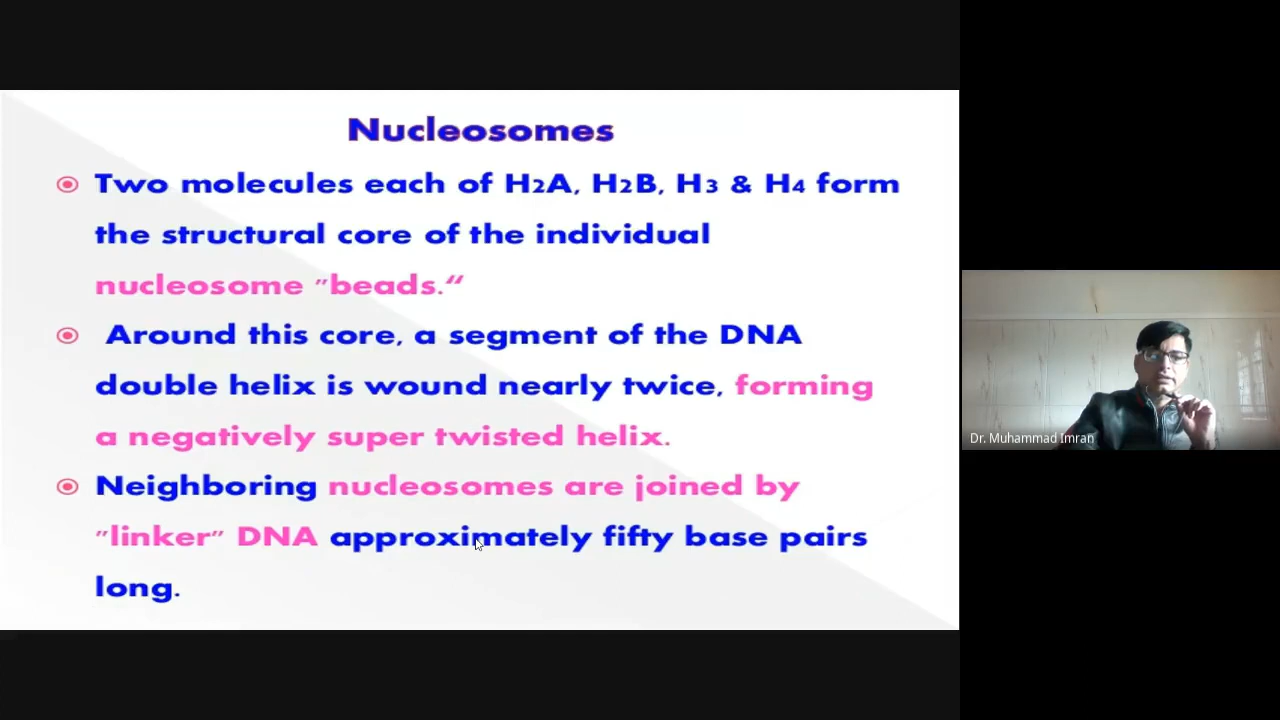 Nucleosomes
Two molecules each of H2A, H2B, H3 & H4 form
the structural core of the individual
nucleosome "beads.“
Around this core, a segment of the DNA
double helix is wound nearly twice, forming
a negatively super twisted helix.
Neighboring nucleosomes are joined by
"linker" DNA approximately fifty base pairs
long.
Dr. Muhammad Imran